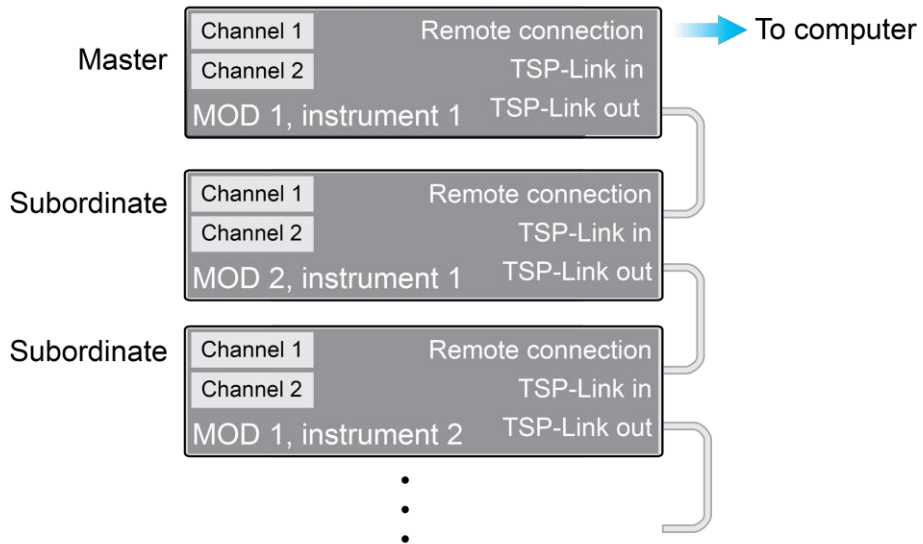 Master
Channel 1
Remote connection
To computer
Channel 2
TSP-Link in
MOD 1, instrument 1
TSP-Link out
Subordinate
Channel 1
Remote connection
Channel 2
TSP-Link in
MOD 2, instrument 1
TSP-Link out
Subordinate
Channel 1
Remote connection
Channel 2
TSP-Link in
MOD 1, instrument 2
TSP-Link out